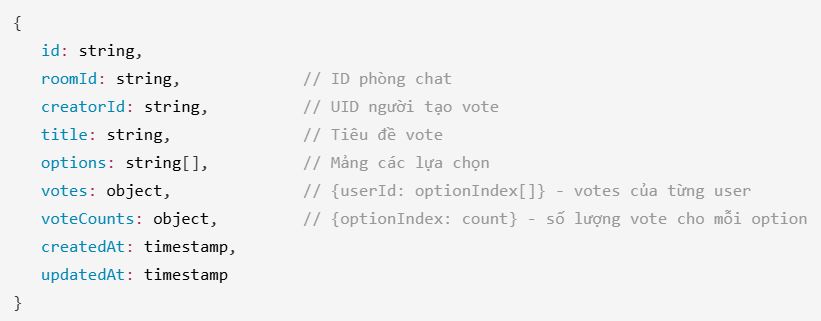 {
id: string,
roomId: string, // ID phòng chat
creatorId: string, // UID người tạo vote
title: string, // Tiêu đề vote
options: string[], // Mảng các lựa chọn
votes: object, // {userId: optionIndex[]} - votes của từng user
voteCounts: object, // {optionIndex: count} - số lượng vote cho mỗi option
createdAt: timestamp,
updatedAt: timestamp
}